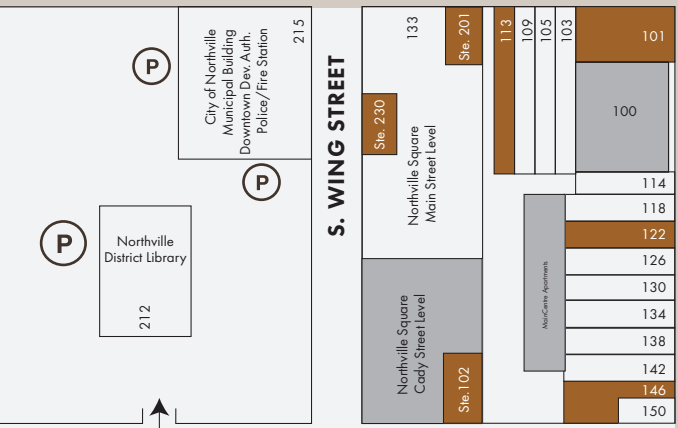 P
City of Northville
Municipal Building
Downtown Dev. Auth.
Police/Fire Station
215
P
P
Northville
District Library
212
S. WING STREET
133
Ste. 201
Ste. 230
Northville Square
Main Street Level
Northville Square
Cady Street Level
Ste.102
113
109
105
103
101
100
114
118
122
126
130
134
138
142
146
150
MainCentre Apartments